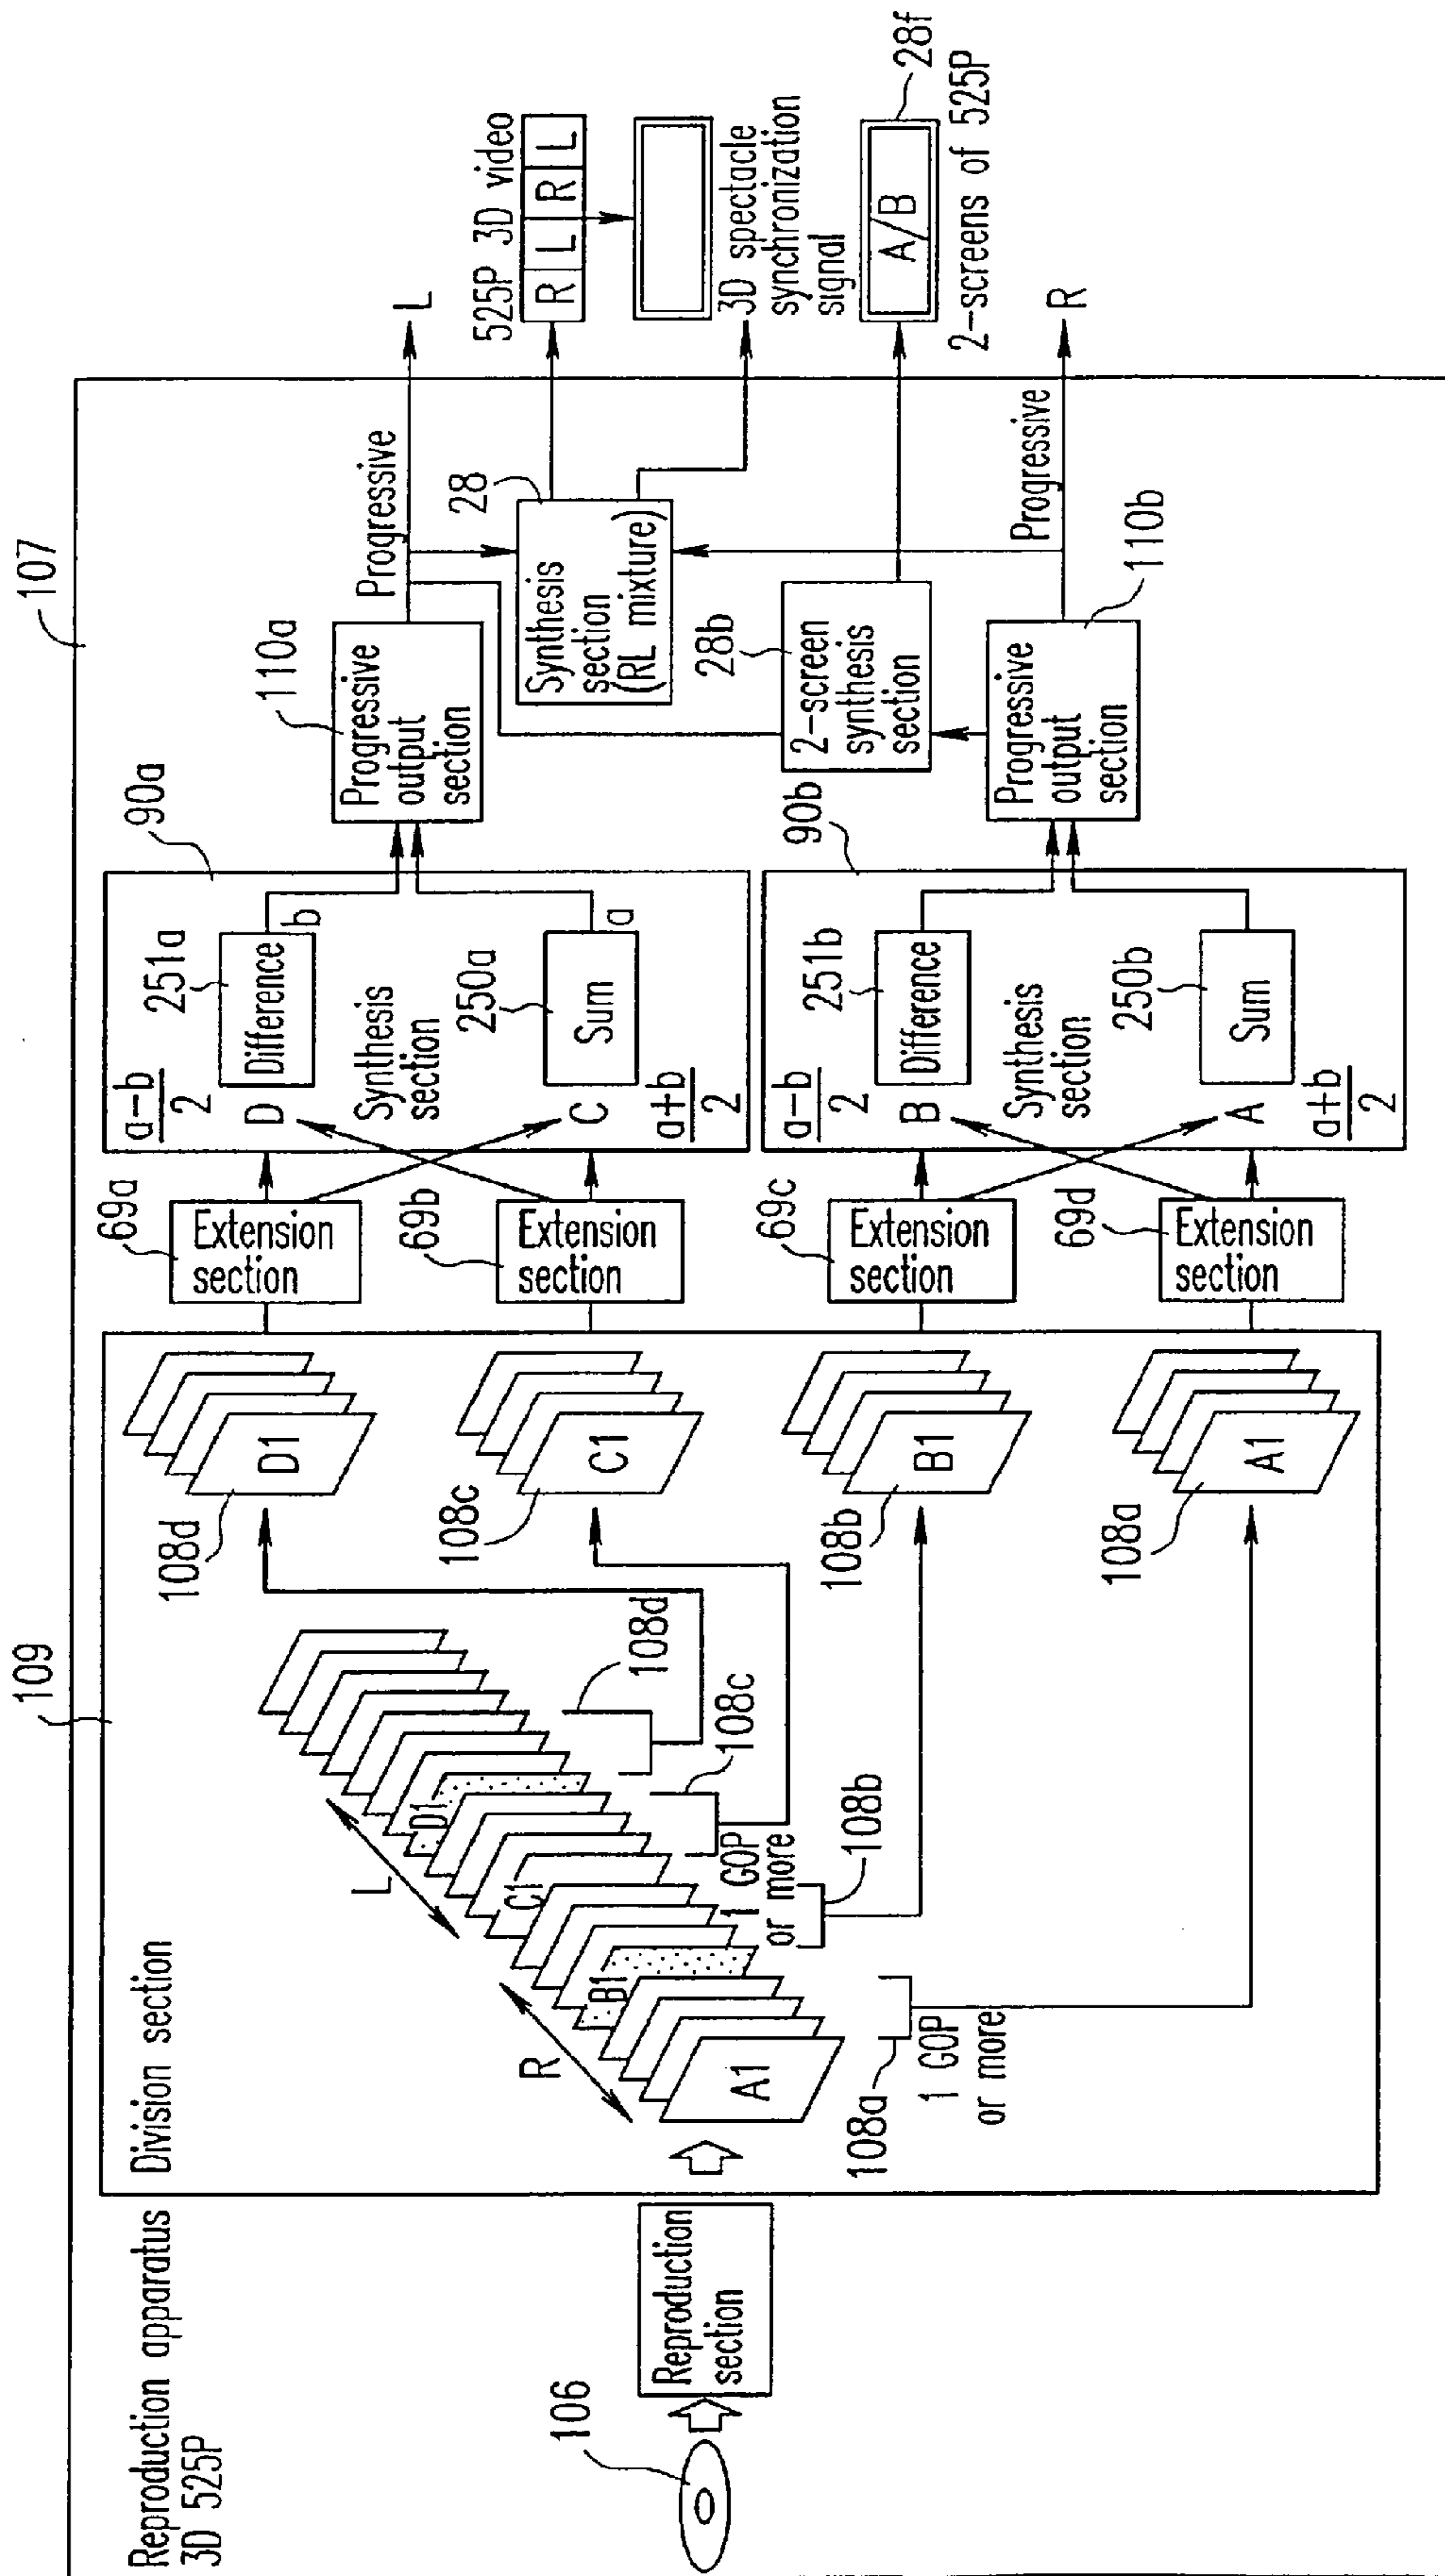 107
Reproduction apparatus
3D 525P
109
Division section
106
Reproduction
section
A1
B1
C1
D1
R
L
108a
1 GOP
or more
108b
1 GOP
or more
108c
108d
108d
D1
108c
C1
108b
B1
108a
A1
69a
Extension
section
69b
Extension
section
69c
Extension
section
69d
Extension
section
90a
a-b
2
D
251a
Difference
b
Synthesis
section
250a
C
Sum
a
a+b
2
90b
a-b
2
B
251b
Difference
Synthesis
section
250b
A
Sum
a+b
2
110a
Progressive
output
section
Progressive
28
Synthesis
section
(RL mixture)
28b
2-screen
synthesis
section
110b
Progressive
output
section
Progressive
L
525P 3D video
R L R L
3D spectacle
synchronization
signal
A/B
28f
2-screens of 525P
R